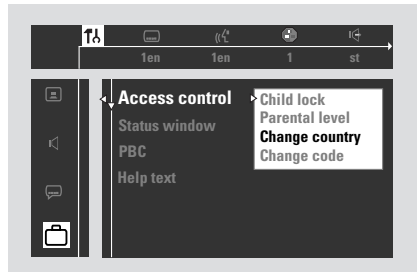 1en 1en 1 st
Access control
Status window
PBC
Help text
Child lock
Parental level
Change country
Change code